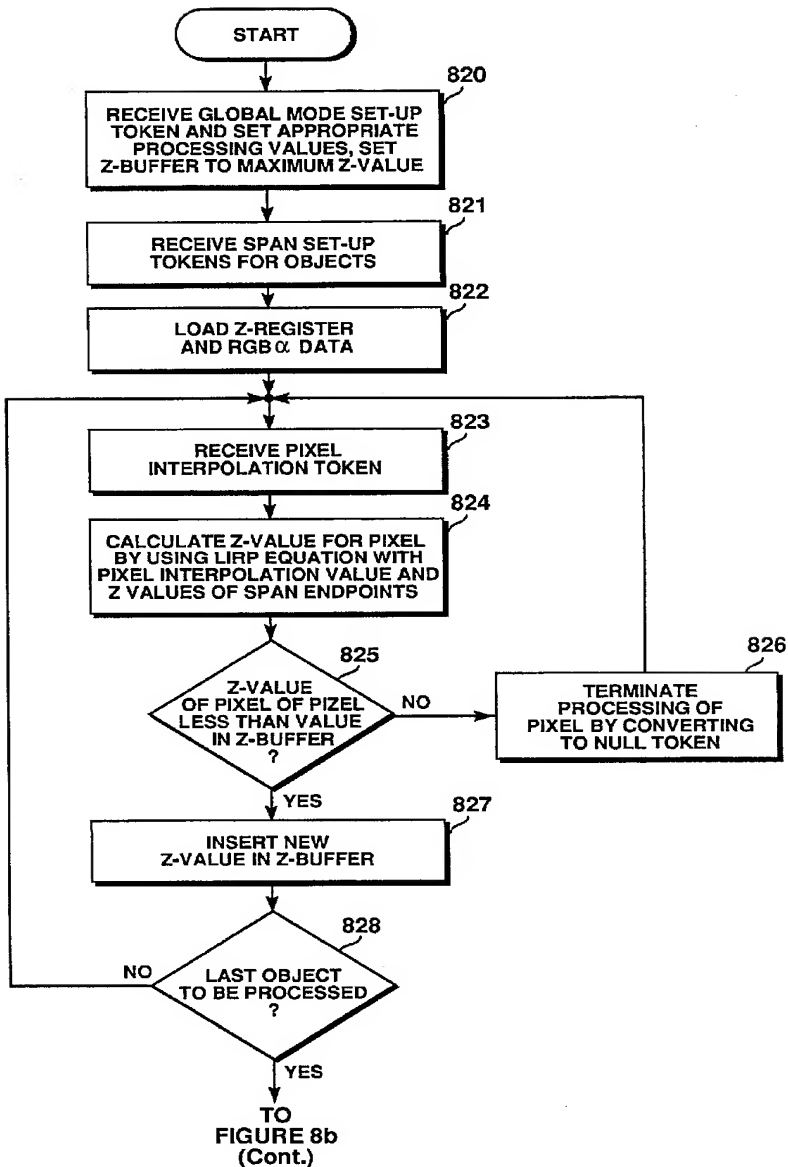 START
820
RECEIVE GLOBAL MODE SET-UP
TOKEN AND SET APPROPRIATE
PROCESSING VALUES, SET
Z-BUFFER TO MAXIMUM Z-VALUE
821
RECEIVE SPAN SET-UP
TOKENS FOR OBJECTS
822
LOAD Z-REGISTER
AND RGBα DATA
823
RECEIVE PIXEL
INTERPOLATION TOKEN
824
CALCULATE Z-VALUE FOR PIXEL
BY USING LIRP EQUATION WITH
PIXEL INTERPOLATION VALUE AND
Z VALUES OF SPAN ENDPOINTS
825
Z-VALUE
OF PIXEL OF PIZEL
LESS THAN VALUE
IN Z-BUFFER
?
NO
826
TERMINATE
PROCESSING OF
PIXEL BY CONVERTING
TO NULL TOKEN
YES
827
INSERT NEW
Z-VALUE IN Z-BUFFER
828
NO
LAST OBJECT
TO BE PROCESSED
?
YES
TO
FIGURE 8b
(Cont.)